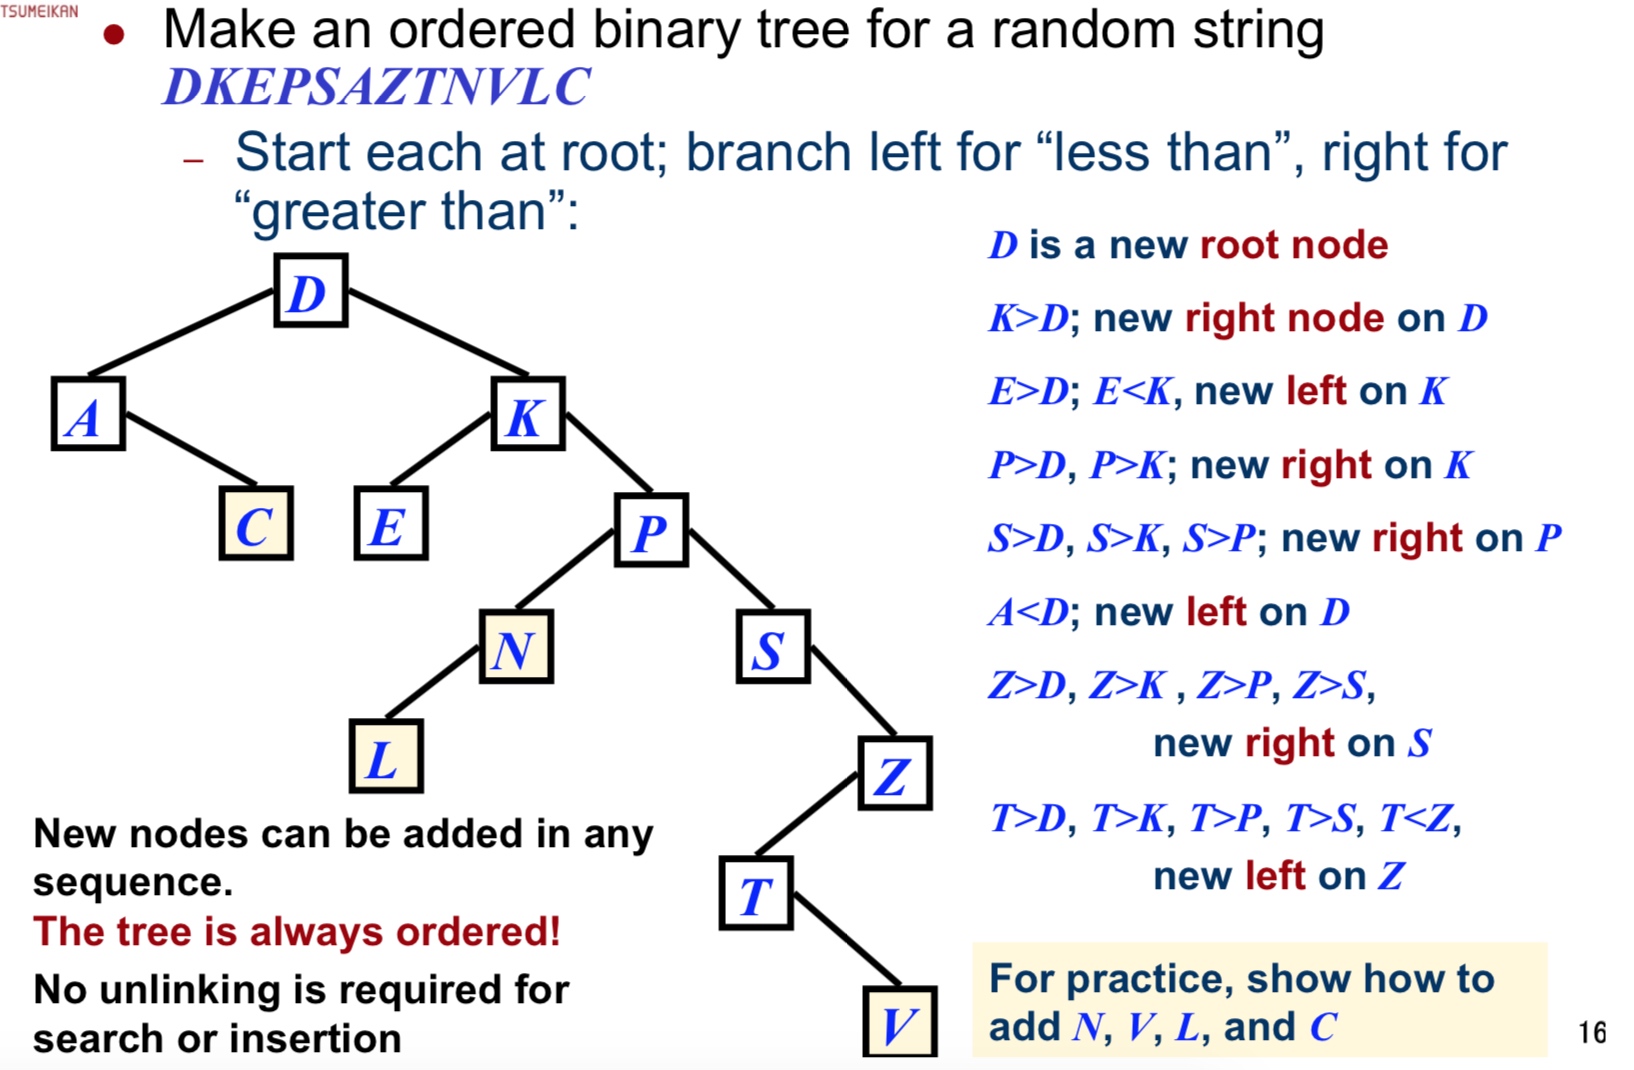 TSUMEIKAN
● Make an ordered binary tree for a random string
DKEPSAZTNVLC
– Start each at root; branch left for “less than”, right for
“greater than”:
D
A
K
C
E
P
N
S
L
Z
T
V
D is a new root node
K>D; new right node on D
E>D; E<K, new left on K
P>D, P>K; new right on K
S>D, S>K, S>P; new right on P
A<D; new left on D
Z>D, Z>K , Z>P, Z>S,
new right on S
T>D, T>K, T>P, T>S, T<Z,
new left on Z
New nodes can be added in any
sequence.
The tree is always ordered!
No unlinking is required for
search or insertion
For practice, show how to
add N, V, L, and C
16